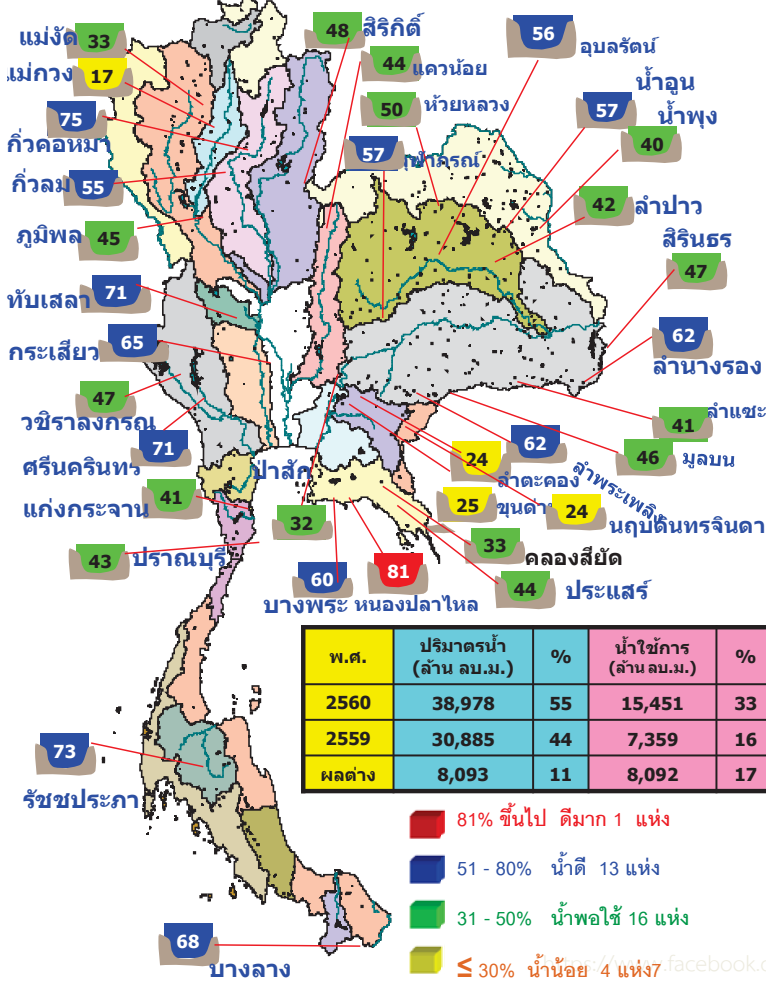 48 สิริกิติ์
แม่งัด 33
56 อุบลรัตน์
44 แควน้อย
แม่กวง 17
น้ำอูน
50 ห้วยหลวง
57 น้ำพุง
75
กิ่วคอหมา
57
40
กิ่วลม 55
42 ลำปาว
ภูมิพล 45
สิรินธร
47
ทับเสลา 71
กระเสียว 65
62
ลำนางรอง
47
วชิราลงกรณ
41 ลำแชะ
71
62
46 มูลบน
ศรีนครินทร
ป่าสัก
24
ลำตะคอง
ลำพระเพลิง
แก่งกระจาน 41
25
24
นฤบดินทรจินดา
32
33
คลองสียัด
43 ปราณบุรี
60
81
44 ประแสร์
บางพระ หนองปลาไหล
พ.ศ. ปริมาตรน้ำ (ล้าน ลบ.ม.) % น้ำใช้การ (ล้าน ลบ.ม.) %
2560 38,978 55 15,451 33
2559 30,885 44 7,359 16
ผลต่าง 8,093 11 8,092 17
73
รัชชประภา
81% ขึ้นไป ดีมาก 1 แห่ง
51 - 80% น้ำดี 13 แห่ง
31 - 50% น้ำพอใช้ 16 แห่ง
≤ 30% น้ำน้อย 4 แห่ง7
68
บางลาง